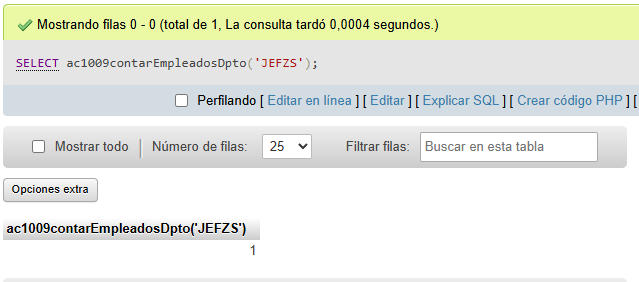 Mostrando filas 0 - 0 (total de 1, La consulta tardó 0,0004 segundos.)
SELECT ac1009contarEmpleadosDpto('JEFZS');
Perfilando [ Editar en línea ] [ Editar ] [ Explicar SQL ] [ Crear código PHP ] [
Mostrar todo Número de filas: 25 Filtrar filas: Buscar en esta tabla
Opciones extra
ac1009contarEmpleadosDpto('JEFZS')
1